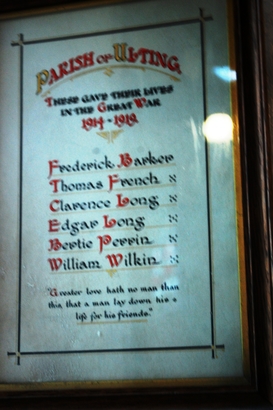 PARISH OF ULTING
THESE GAVE THEIR LIVES
IN THE GREAT WAR
1914 - 1919
Frederick Barker
Thomas French
Clarence Long
Edgar Long
Bertie Perrin
William Wilkin
"Greater love hath no man than
this, that a man lay down his
life for his friends."